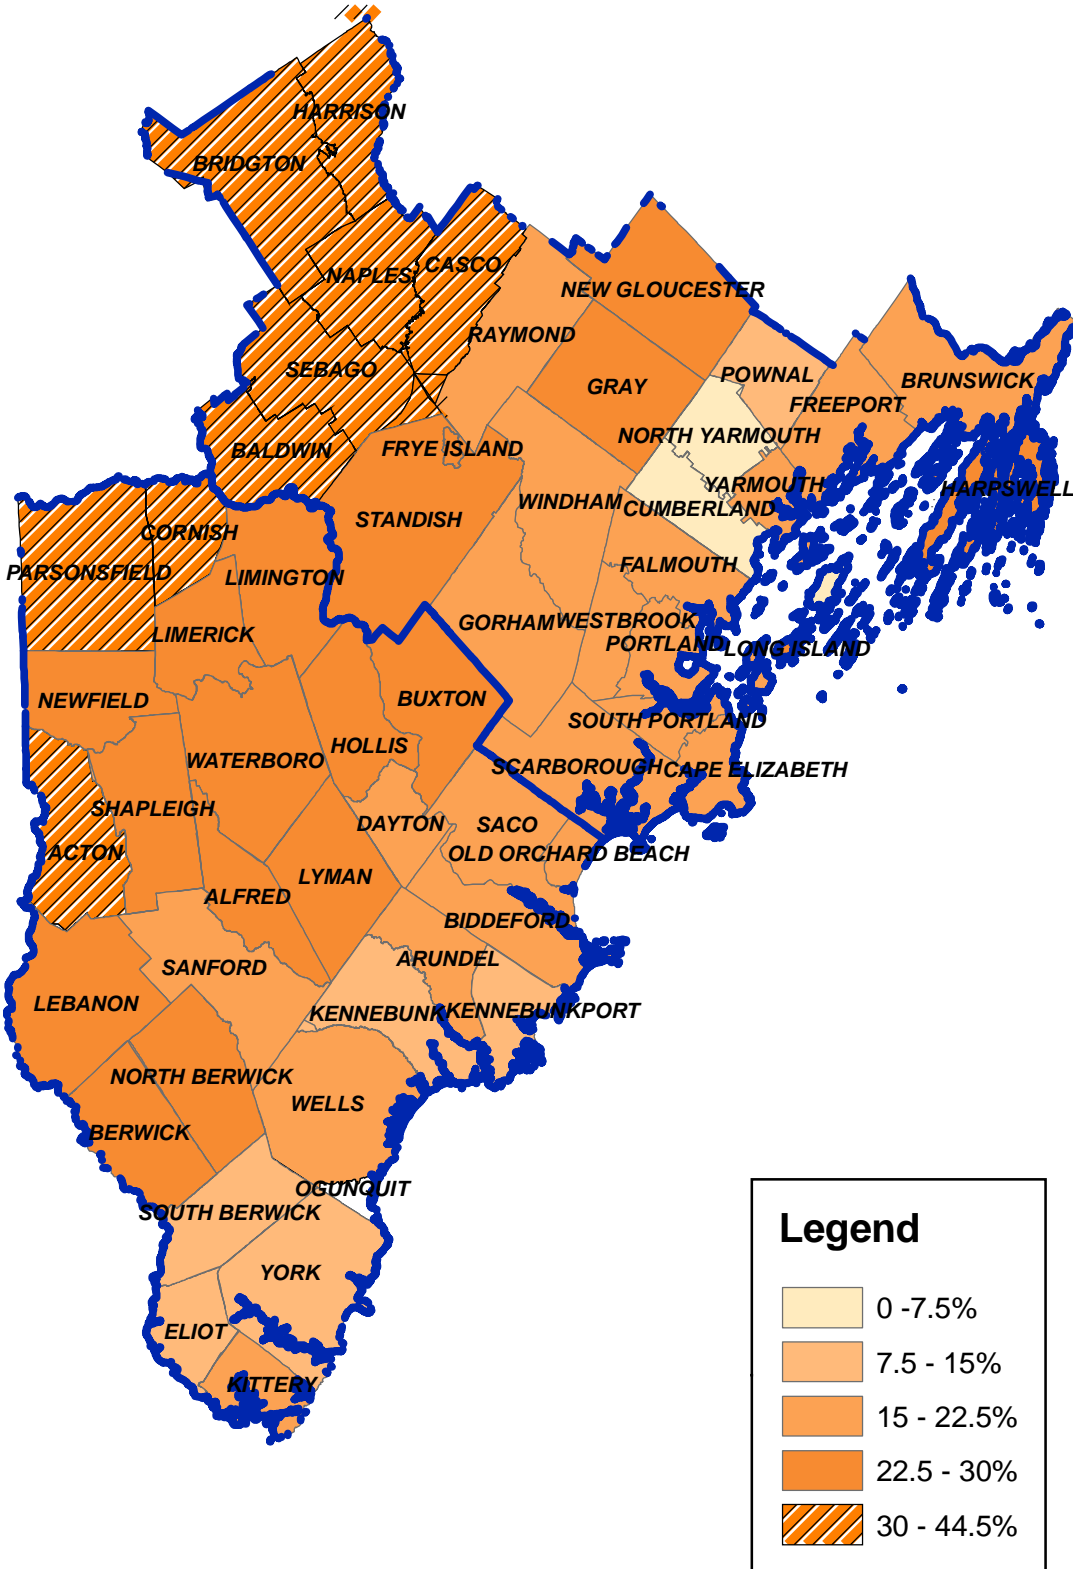 HARRISON
BRIDGTON
CASCO
NAPLES
NEW GLOUCESTER
RAYMOND
SEBAGO
POWNAL
BRUNSWICK
GRAY
FREEPORT
NORTH YARMOUTH
BALDWIN
FRYE ISLAND
YARMOUTH
HARPSWELL
WINDHAM
CUMBERLAND
STANDISH
CORNISH
FALMOUTH
PARSONSFIELD
LIMINGTON
GORHAM
WESTBROOK
LIMERICK
PORTLAND
LONG ISLAND
NEWFIELD
BUXTON
SOUTH PORTLAND
HOLLIS
WATERBORO
SCARBOROUGH
CAPE ELIZABETH
SHAPLEIGH
DAYTON
SACO
ACTON
OLD ORCHARD BEACH
LYMAN
ALFRED
BIDDEFORD
ARUNDEL
SANFORD
LEBANON
KENNEBUNK
KENNEBUNKPORT
NORTH BERWICK
WELLS
BERWICK
OGUNQUIT
SOUTH BERWICK
YORK
ELIOT
KITTERY
Legend
0 -7.5%
7.5 - 15%
15 - 22.5%
22.5 - 30%
30 - 44.5%